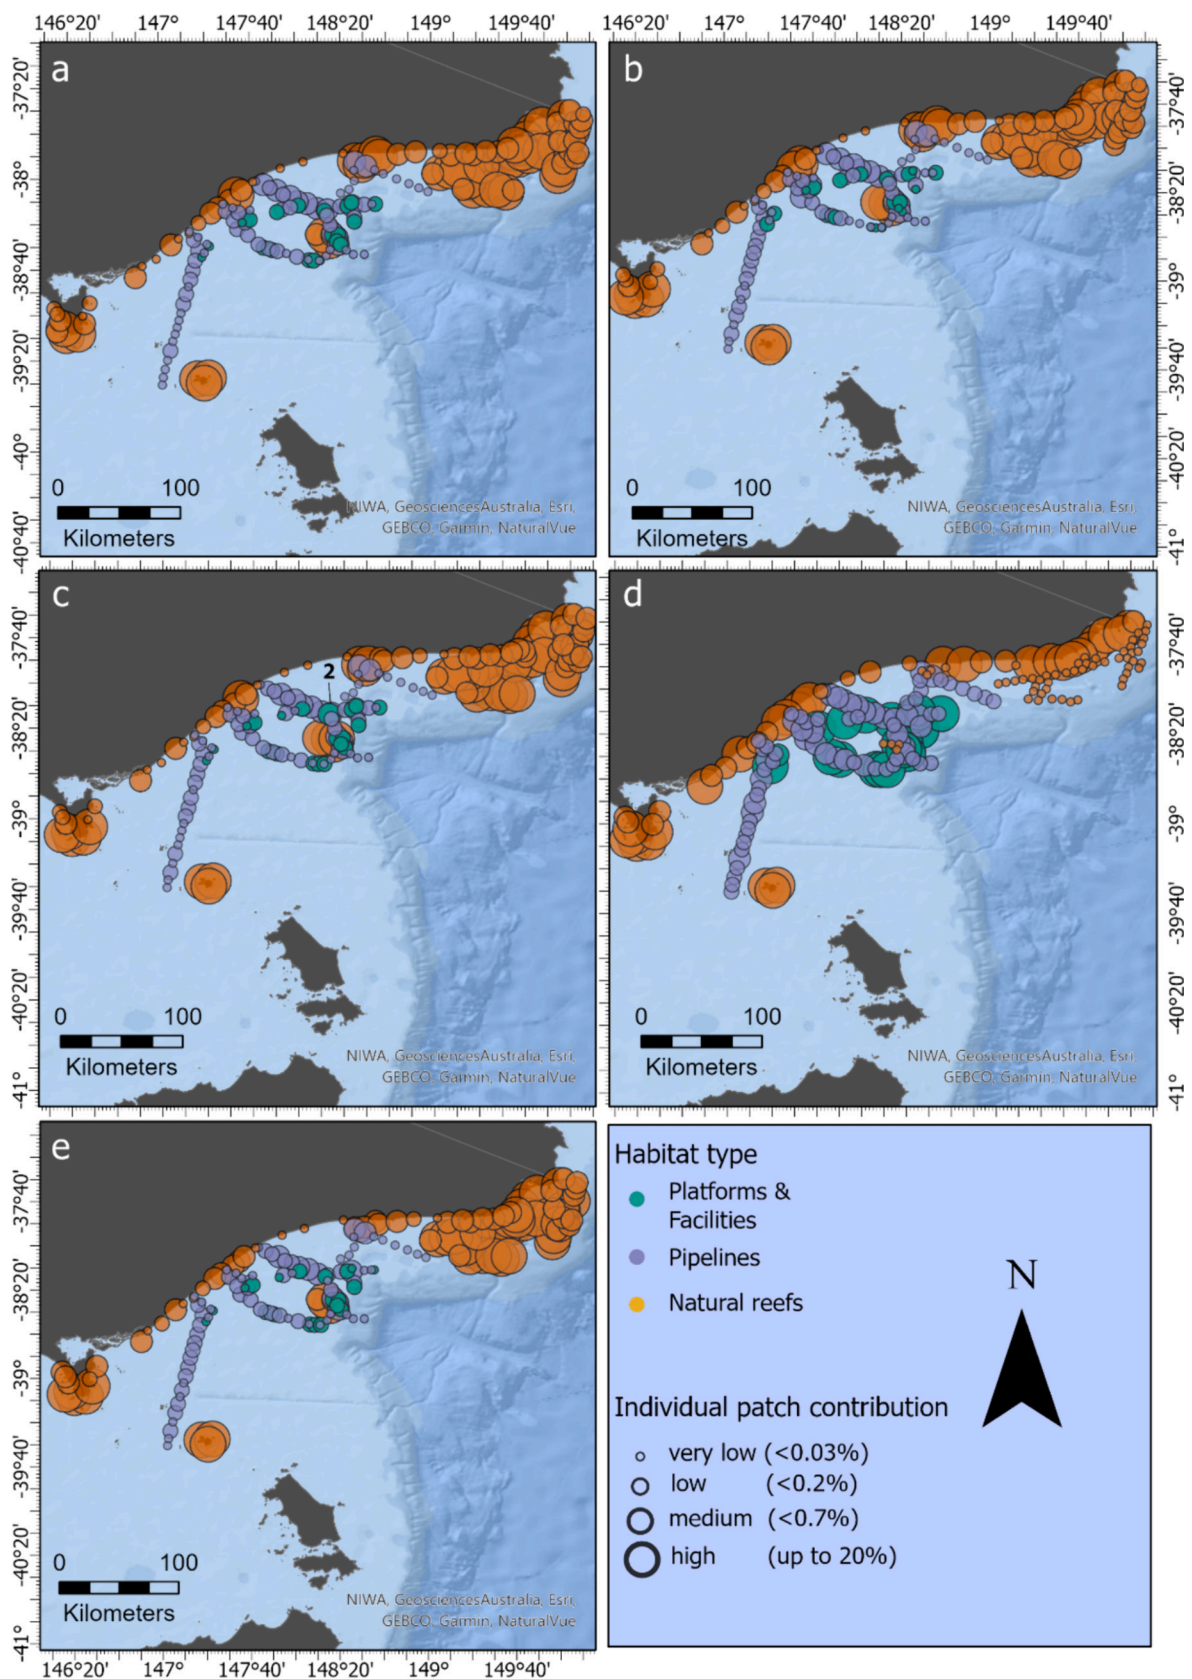 146°20' 147° 147°40' 148°20' 149° 149°40' 146°20' 147° 147°40' 148°20' 149° 149°40'
a
-37°20'
-38°
-38°40'
-39°20'
-40°
-40°40'
0 100
Kilometers
NIWA, GeosciencesAustralia, Esri,
GEBCO, Garmin, NaturalVue
b
-37°40'
-38°20'
-39°
-39°40'
-40°20'
-41°
0 100
Kilometers
NIWA, GeosciencesAustralia, Esri,
GEBCO, Garmin, NaturalVue
c
2
-37°40'
-38°20'
-39°
-39°40'
-40°20'
-41°
0 100
Kilometers
NIWA, GeosciencesAustralia, Esri,
GEBCO, Garmin, NaturalVue
d
-37°40'
-38°20'
-39°
-39°40'
-40°20'
-41°
0 100
Kilometers
NIWA, GeosciencesAustralia, Esri,
GEBCO, Garmin, NaturalVue
e
-37°40'
-38°20'
-39°
-39°40'
-40°20'
-41°
0 100
Kilometers
NIWA, GeosciencesAustralia, Esri,
GEBCO, Garmin, NaturalVue
146°20' 147° 147°40' 148°20' 149° 149°40'
Habitat type
Platforms &
Facilities
Pipelines
Natural reefs
N
Individual patch contribution
very low (<0.03%)
low (<0.2%)
medium (<0.7%)
high (up to 20%)